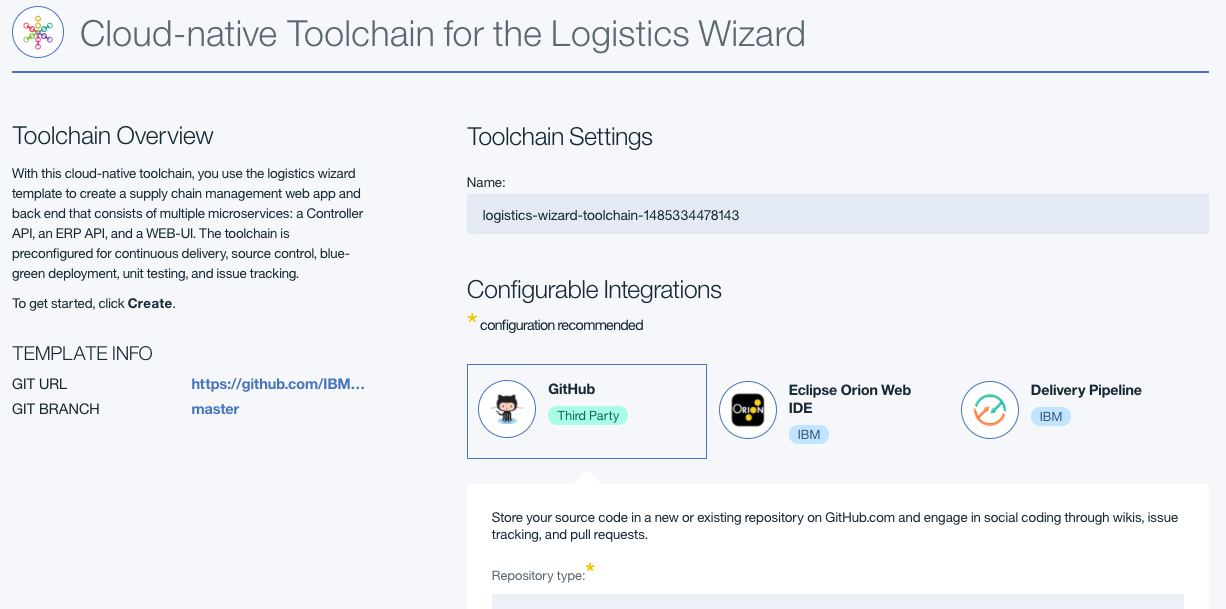 Cloud-native Toolchain for the Logistics Wizard
Toolchain Overview
With this cloud-native toolchain, you use the logistics wizard
template to create a supply chain management web app and
back end that consists of multiple microservices: a Controller
API, an ERP API, and a WEB-UI. The toolchain is
preconfigured for continuous delivery, source control, blue-
green deployment, unit testing, and issue tracking.
To get started, click Create.
TEMPLATE INFO
GIT URL https://github.com/IBM...
GIT BRANCH master
Toolchain Settings
Name:
logistics-wizard-toolchain-1485334478143
Configurable Integrations
* configuration recommended
GitHub
Third Party
ORION
Eclipse Orion Web
IDE
IBM
Delivery Pipeline
IBM
Store your source code in a new or existing repository on GitHub.com and engage in social coding through wikis, issue
tracking, and pull requests.
Repository type:*